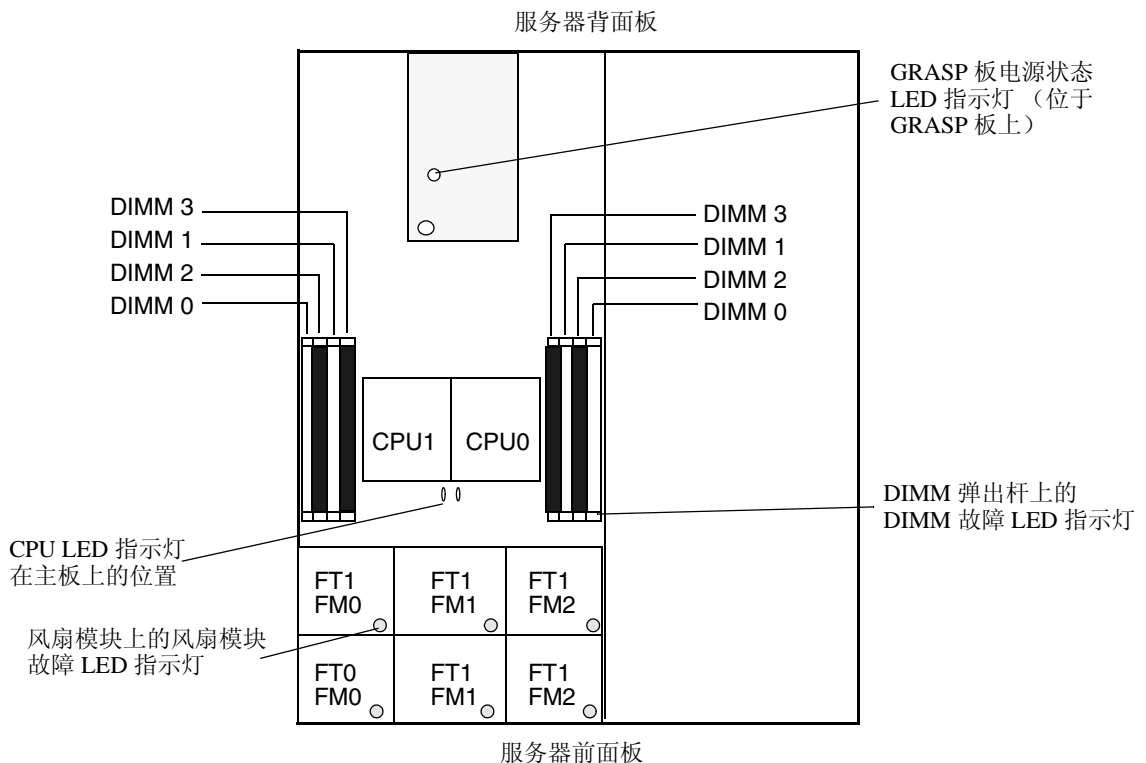 服务器背面板
GRASP 板电源状态
LED 指示灯 （位于
GRASP 板上）
DIMM 3
DIMM 1
DIMM 2
DIMM 0
DIMM 3
DIMM 1
DIMM 2
DIMM 0
CPU1
CPU0
DIMM 弹出杆上的
DIMM 故障 LED 指示灯
CPU LED 指示灯
在主板上的位置
FT1
FM0
FT1
FM1
FT1
FM2
风扇模块上的风扇模块
故障 LED 指示灯
FT0
FM0
FT1
FM1
FT1
FM2
服务器前面板